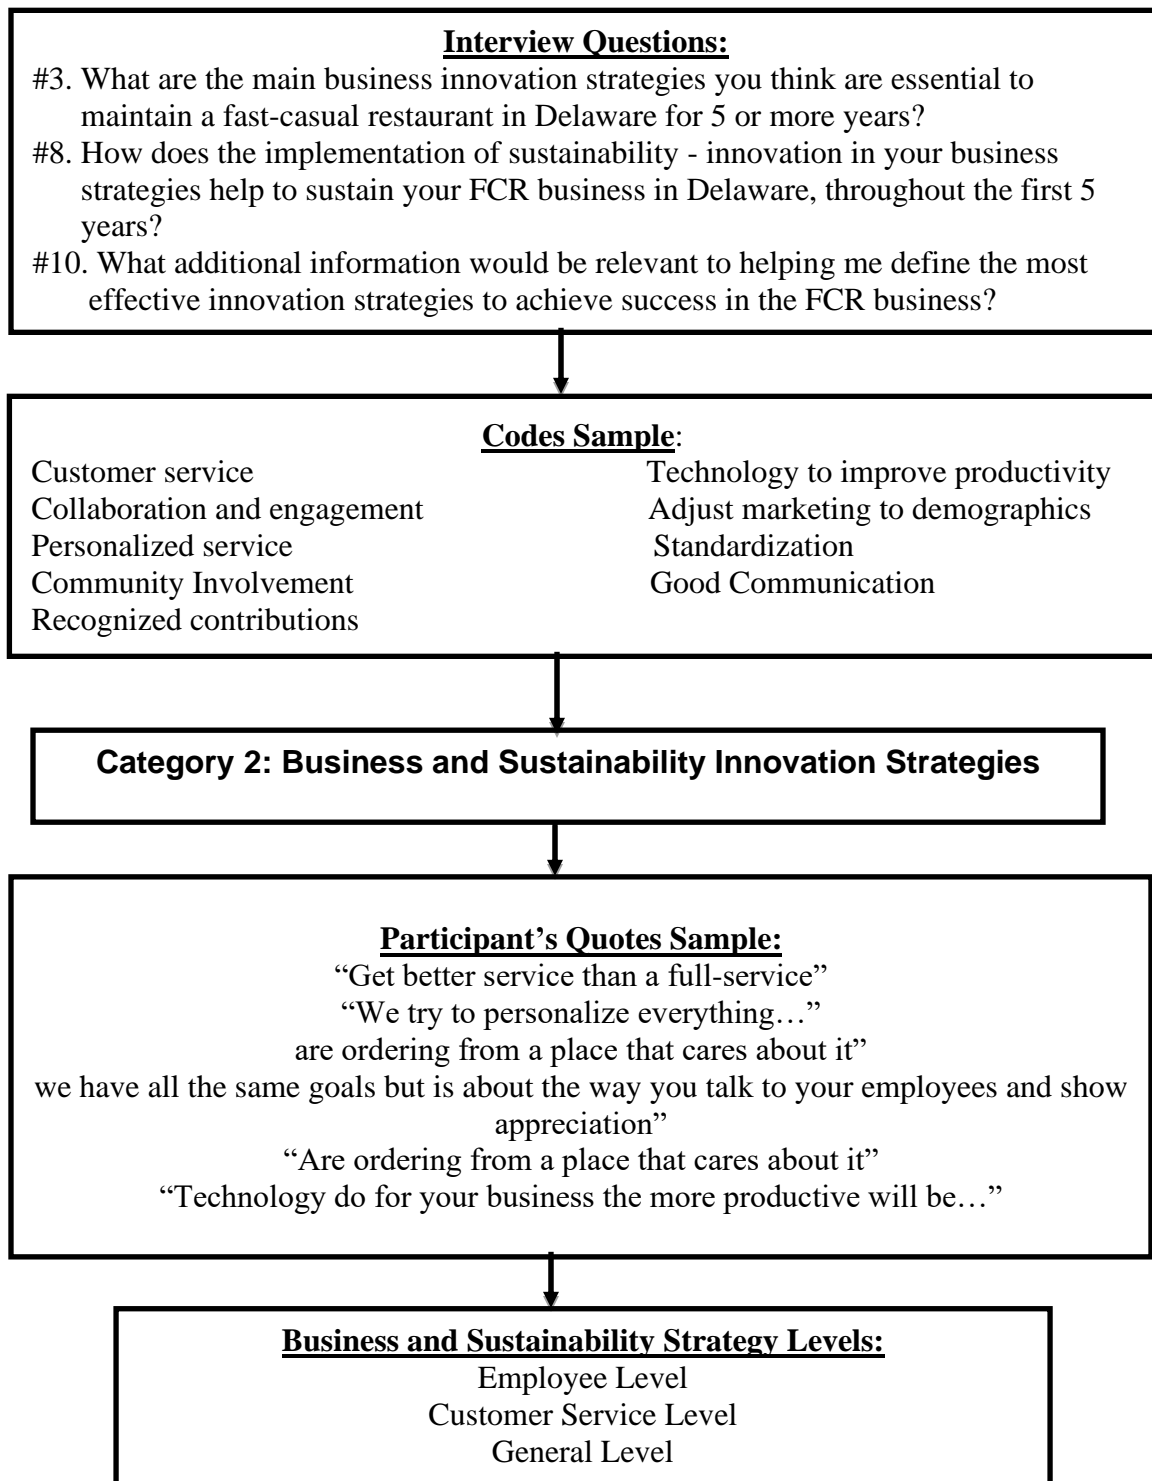 Interview Questions:
#3. What are the main business innovation strategies you think are essential to
maintain a fast-casual restaurant in Delaware for 5 or more years?
#8. How does the implementation of sustainability - innovation in your business
strategies help to sustain your FCR business in Delaware, throughout the first 5
years?
#10. What additional information would be relevant to helping me define the most
effective innovation strategies to achieve success in the FCR business?
Codes Sample:
Customer service Technology to improve productivity
Collaboration and engagement Adjust marketing to demographics
Personalized service Standardization
Community Involvement Good Communication
Recognized contributions
Category 2: Business and Sustainability Innovation Strategies
Participant’s Quotes Sample:
“Get better service than a full-service”
“We try to personalize everything…”
are ordering from a place that cares about it”
we have all the same goals but is about the way you talk to your employees and show
appreciation”
“Are ordering from a place that cares about it”
“Technology do for your business the more productive will be…”
Business and Sustainability Strategy Levels:
Employee Level
Customer Service Level
General Level